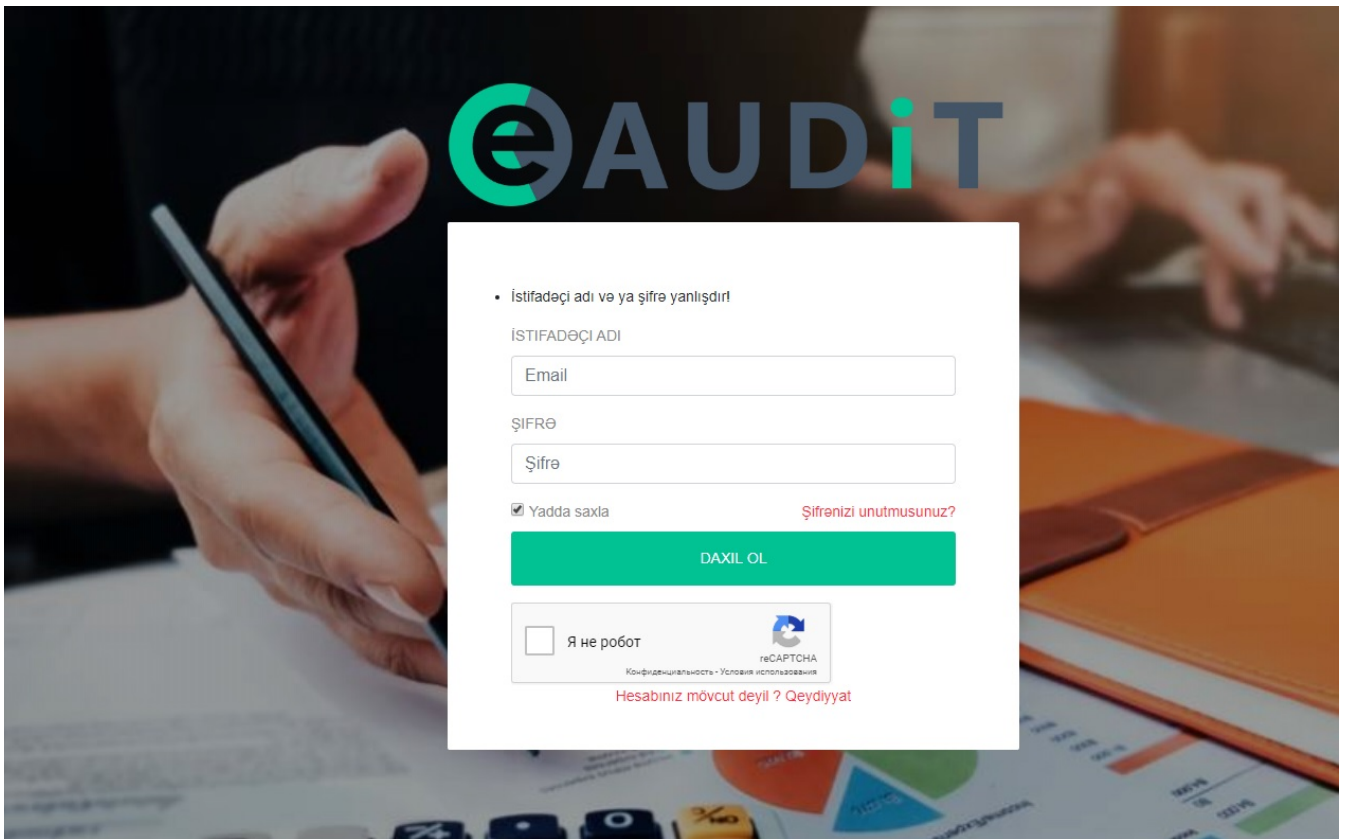 eAUDiT
İstifadəçi adı və ya şifrə yanlışdır!
İSTIFADƏÇI ADI
Email
ŞIFRƏ
Şifrə
Yadda saxla
Şifrənizi unutmusunuz?
DAXIL OL
Я не робот
reCAPTCHA
Конфиденциальность - Условия использования
Hesabınız mövcut deyil ? Qeydiyyat